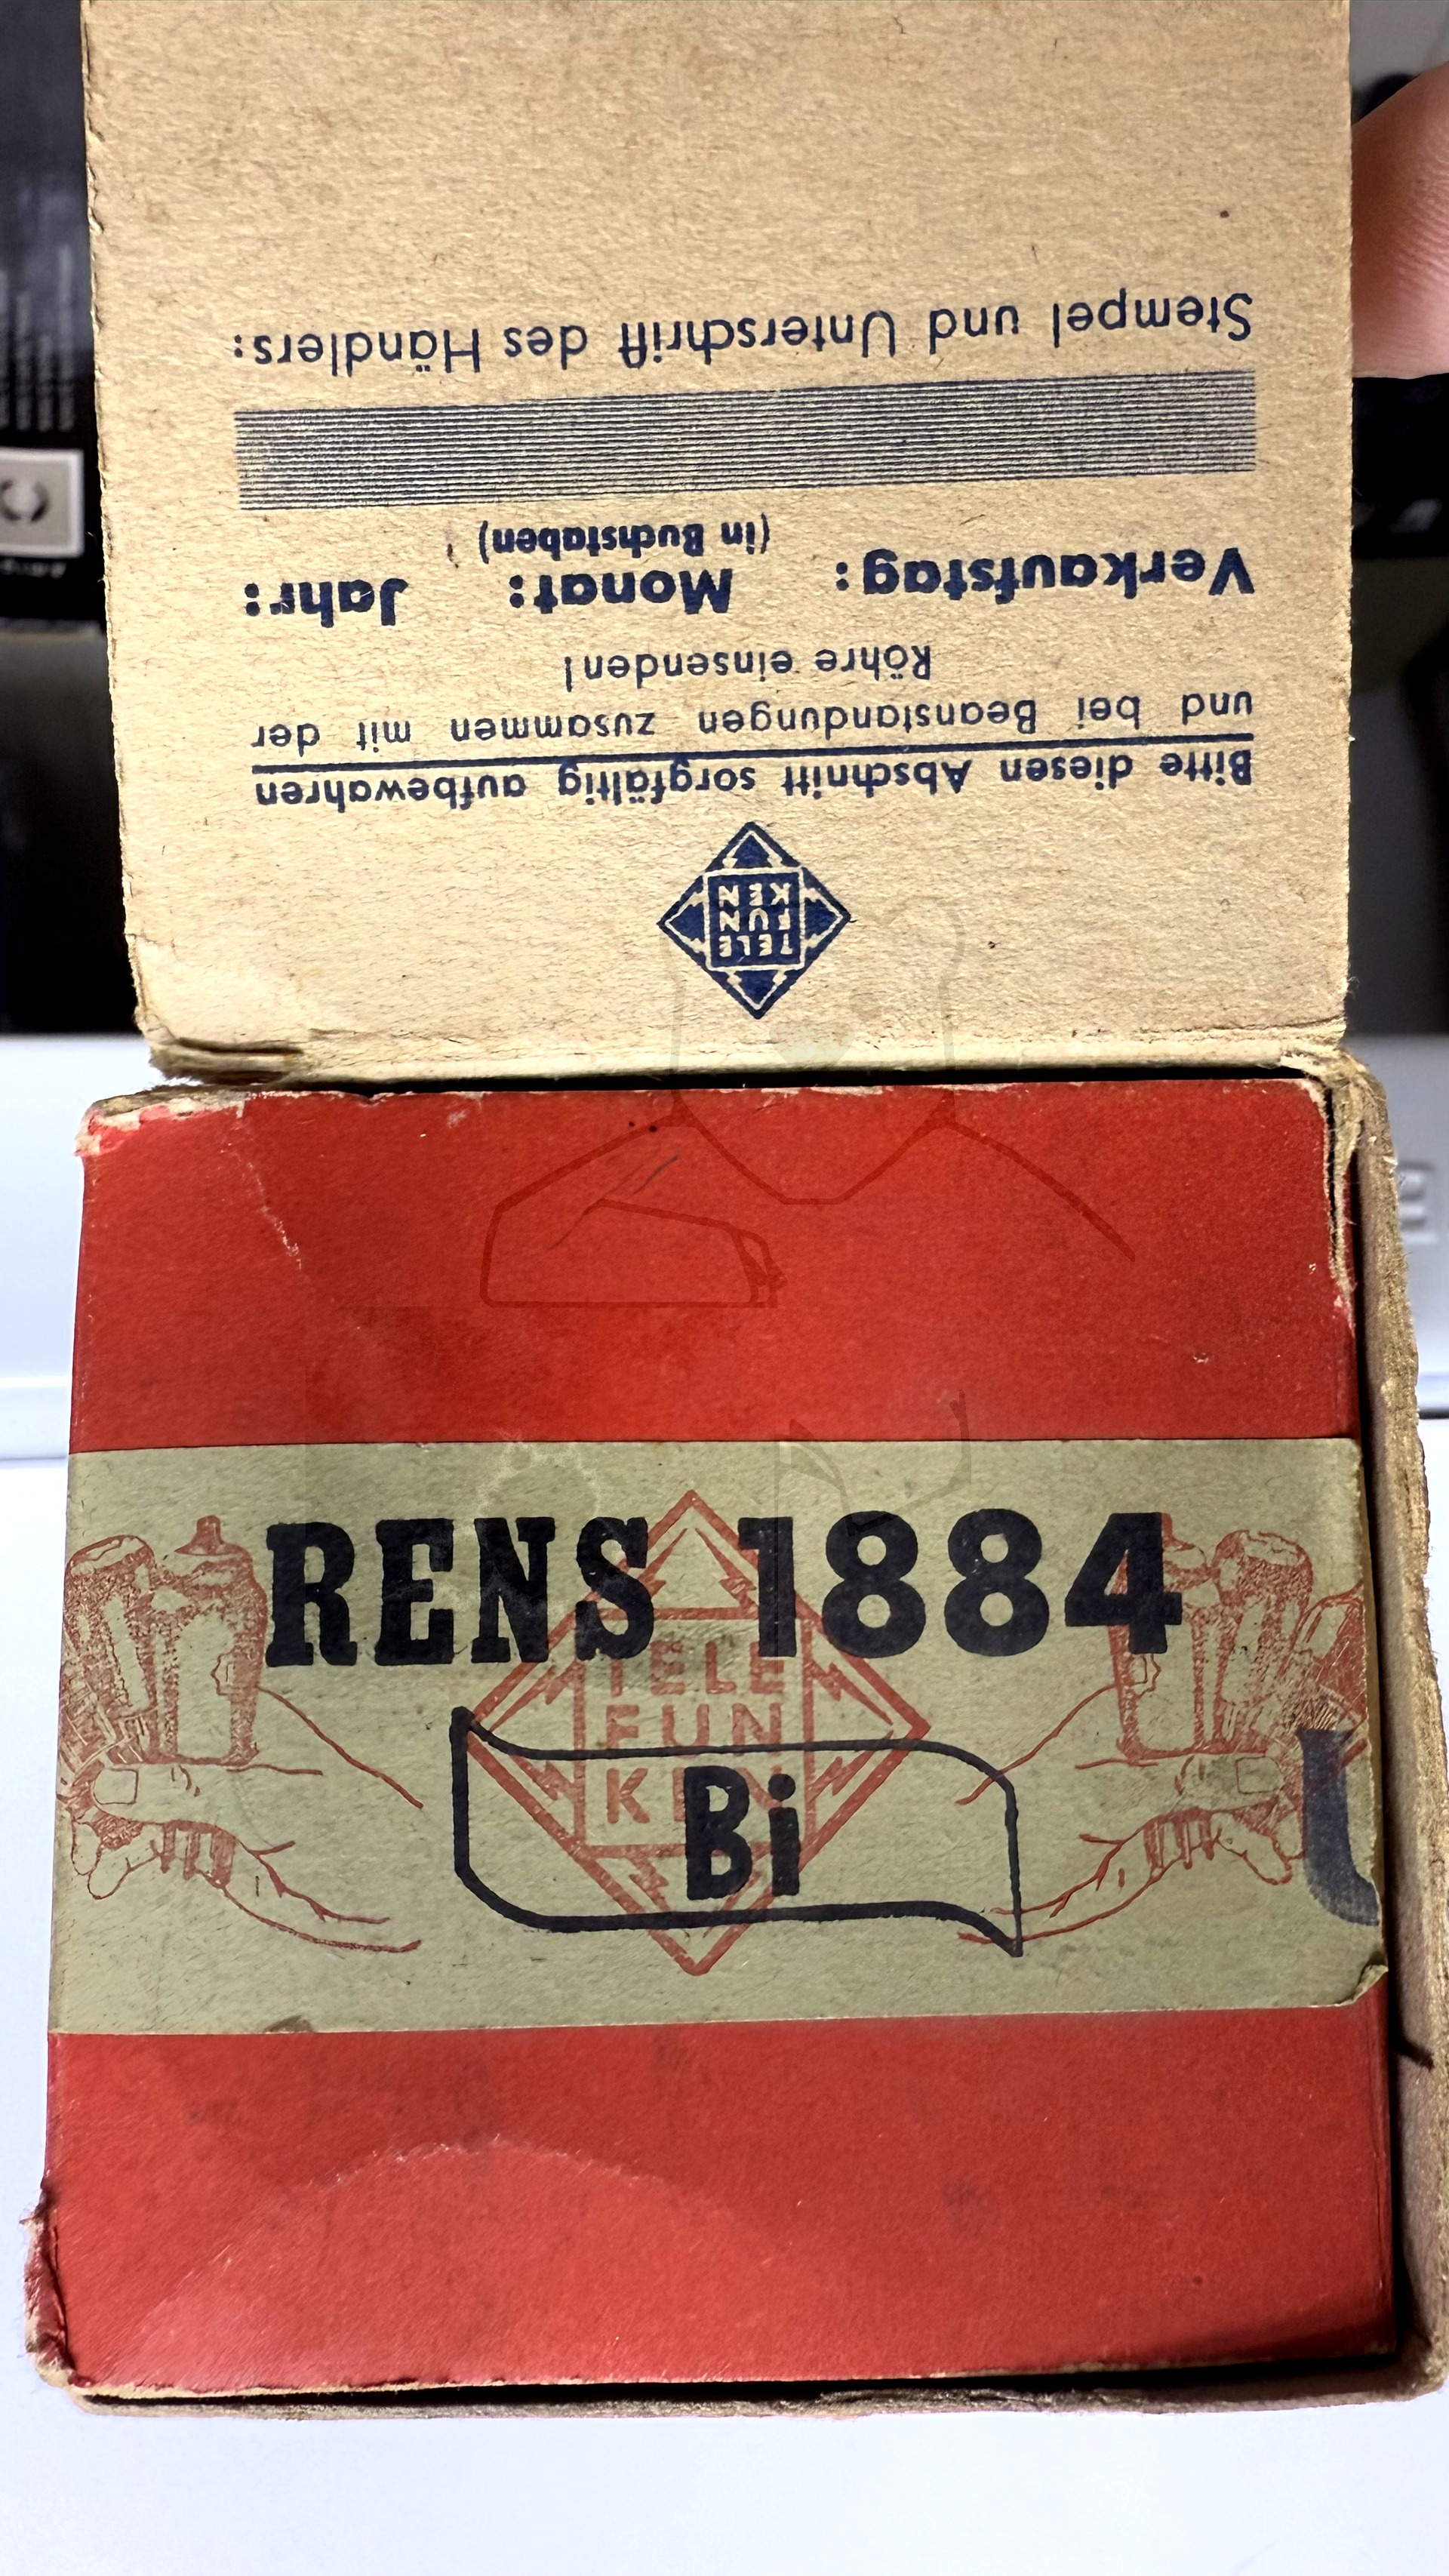 TELE
FUN
KEN
Bitte diesen Abschnitt sorgfältig aufbewahren
und bei Beanstandungen zusammen mit der
Röhre einsenden!
Verkaufstag: Monat: Jahr:
(in Buchstaben)
Stempel und Unterschrift des Händlers:
RENS 1884
TELE
FUN
KEN
Bi